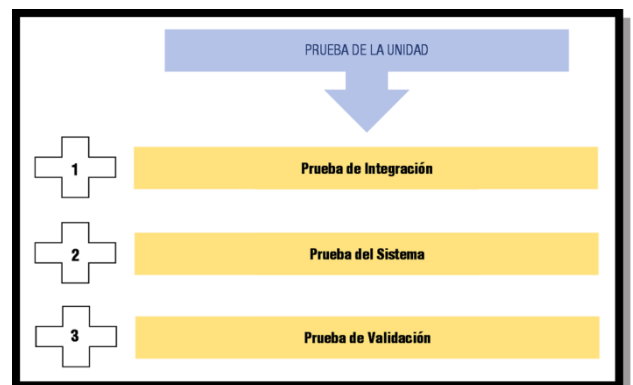 PRUEBA DE LA UNIDAD
1 Prueba de Integración
2 Prueba del Sistema
3 Prueba de Validación